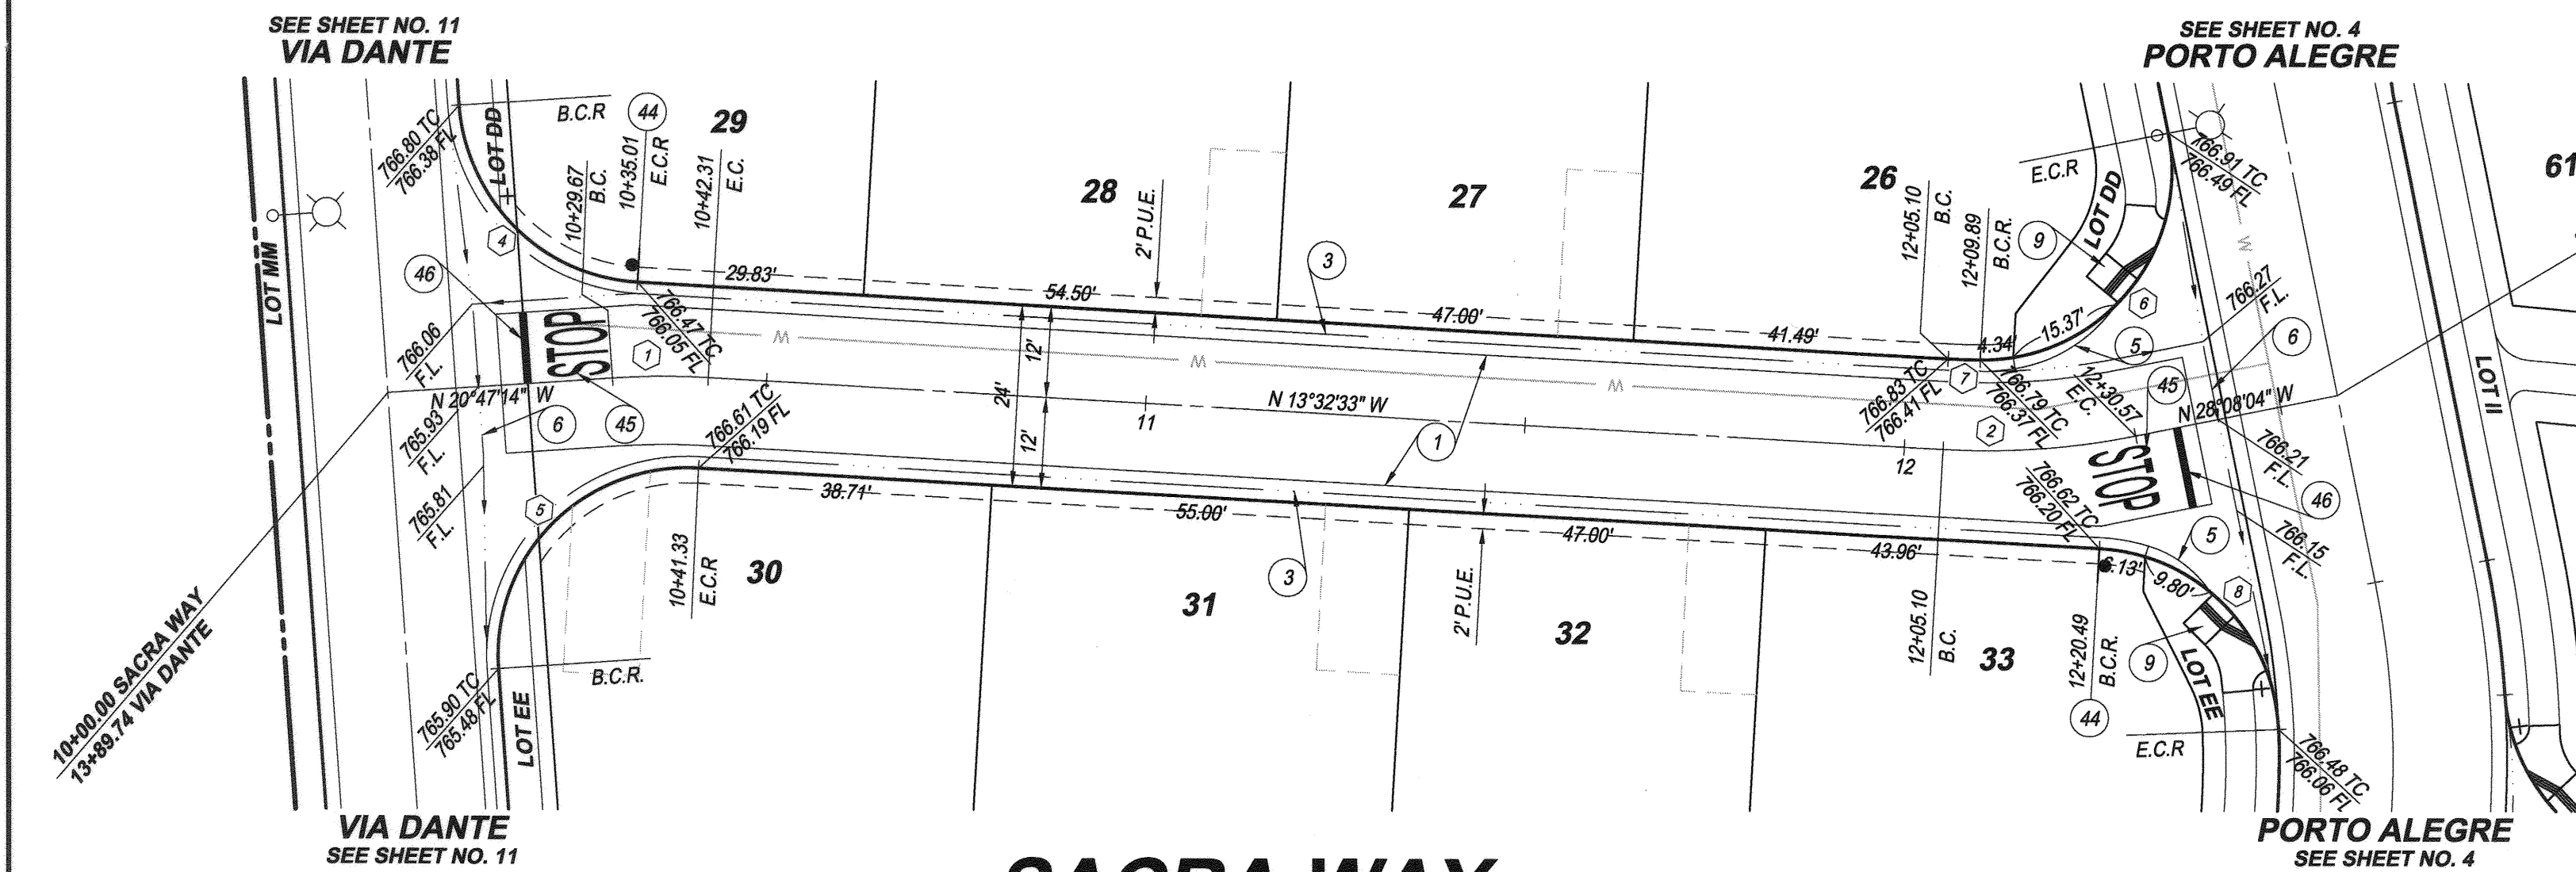 SEE SHEET NO. 11
VIA DANTE
SEE SHEET NO. 4
PORTO ALEGRE
766.80 TC
766.38 FL
LOT DD
B.C.R
44
29
10+29.67
B.C.
10+35.01
E.C.R
10+42.31
E.C.
28
2' P.U.E.
27
26
12+05.10
B.C.
12+09.89
B.C.R.
E.C.R
9
LOT DD
766.91 TC
766.49 FL
61
LOT MM
4
46
29.83'
54.50'
3
47.00'
41.49'
4.34'
15.37'
6
5
766.27
F.L.
6
W
766.06
F.L.
STOP
1
766.47 TC
766.05 FL
W
W
W
12'
24'
12'
7
766.83 TC
766.41 FL
766.79 TC
766.37 FL
12+30.57
E.C.
45
N 28°08'04" W
LOT II
N 20°47'14" W
765.93
F.L.
6
45
766.61 TC
766.19 FL
11
N 13°32'33" W
1
2
12
STOP
766.21
F.L.
46
765.81
F.L.
5
38.71'
55.00'
47.00'
43.96'
766.62 TC
766.20 FL
6.13'
9.80'
5
766.15
F.L.
8
10+41.33
E.C.R
30
31
3
2' P.U.E.
32
12+05.10
B.C.
33
12+20.49
B.C.R.
44
9
LOT EE
E.C.R
766.48 TC
766.06 FL
10+00.00 SACRA WAY
13+89.74 VIA DANTE
B.C.R.
765.90 TC
765.48 FL
LOT EE
VIA DANTE
SEE SHEET NO. 11
SACRA WAY
PORTO ALEGRE
SEE SHEET NO. 4